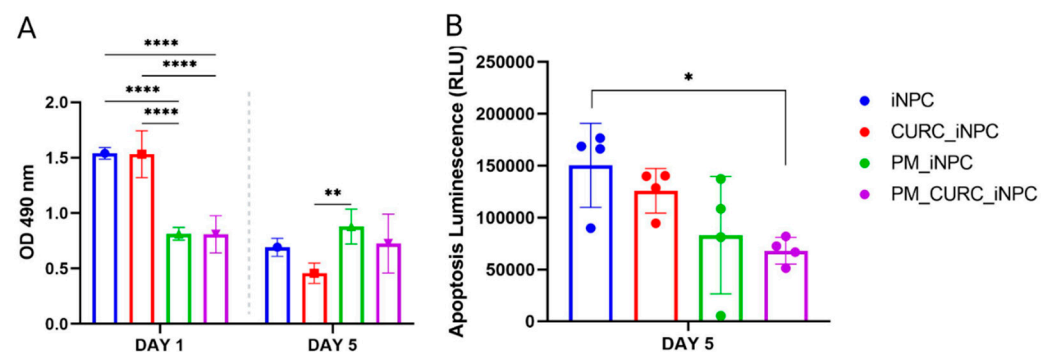 A
****
****
****
****
**
OD 490 nm
2.0
1.5
1.0
0.5
0.0
DAY 1
DAY 5
B
*
Apoptosis Luminescence (RLU)
250000
200000
150000
100000
50000
0
DAY 5
iNPC
CURC_iNPC
PM_iNPC
PM_CURC_iNPC